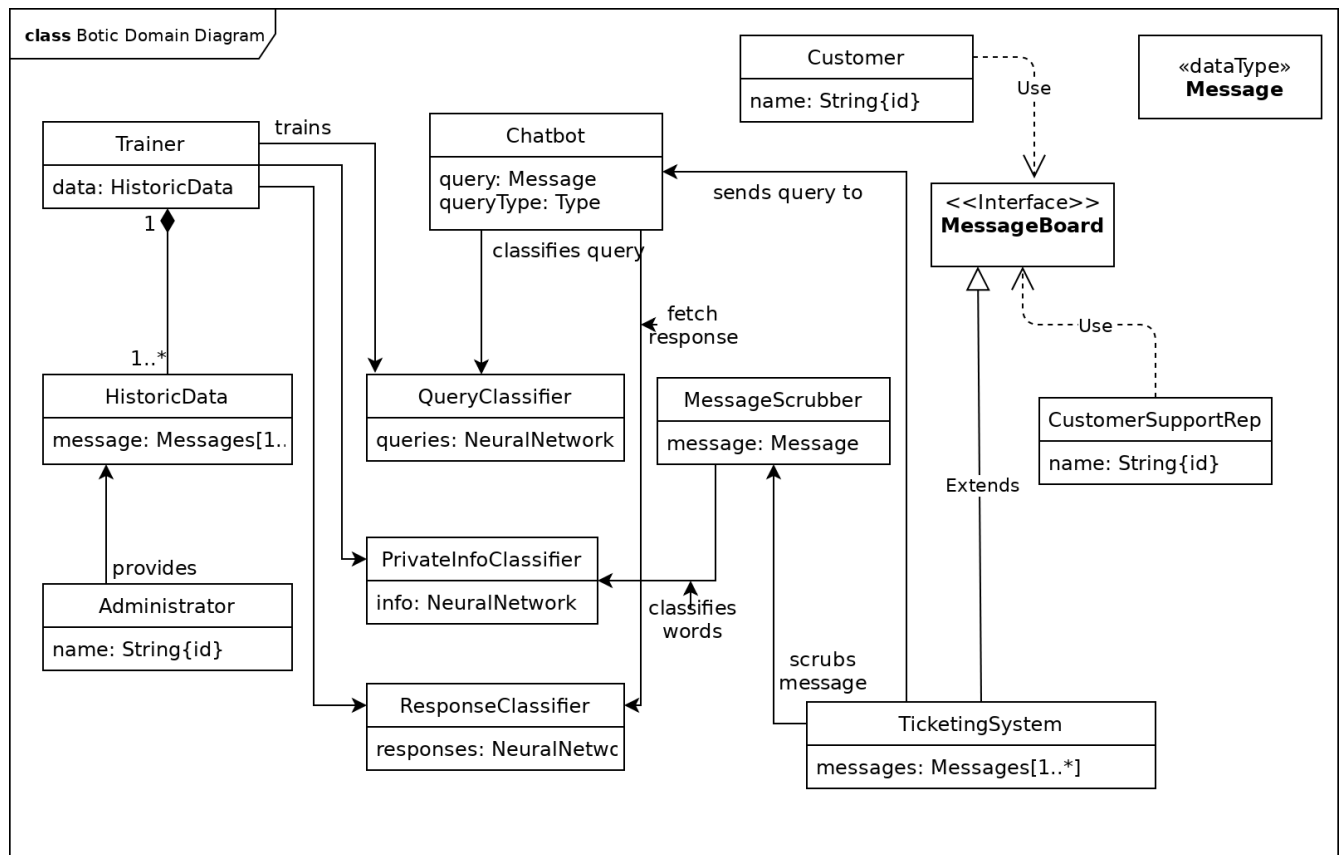 class Botic Domain Diagram
Customer
name: String{id}
«dataType»
Message
Use
Trainer
data: HistoricData
trains
Chatbot
query: Message
queryType: Type
sends query to
<<Interface>>
MessageBoard
1
classifies query
fetch
response
Use
1..*
HistoricData
message: Messages[1..
QueryClassifier
queries: NeuralNetwork
MessageScrubber
message: Message
CustomerSupportRep
name: String{id}
Extends
provides
Administrator
name: String{id}
PrivateInfoClassifier
info: NeuralNetwork
classifies
words
scrubs
message
ResponseClassifier
responses: NeuralNetwc
TicketingSystem
messages: Messages[1..*]